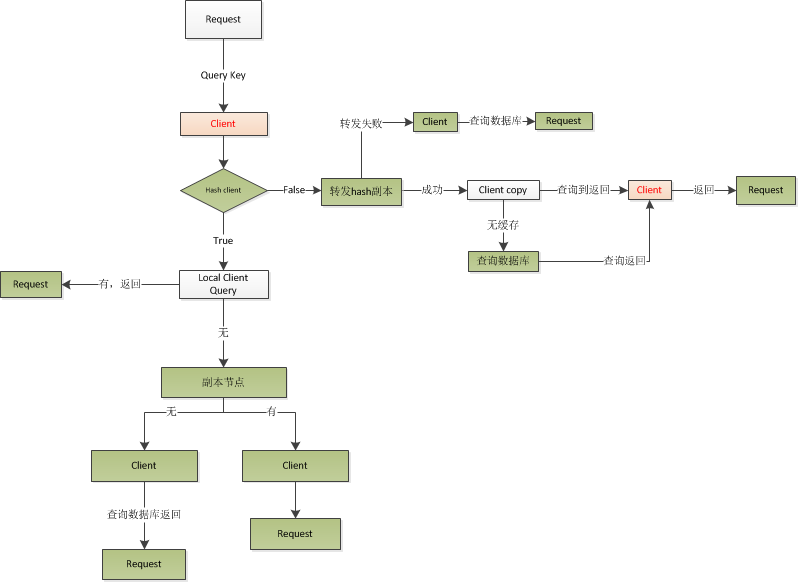 Request
Query Key
Client
转发失败
Client
查询数据库
Request
Hash client
False
转发hash副本
成功
Client copy
查询到返回
Client
返回
Request
True
无缓存
查询数据库
查询返回
Request
有，返回
Local Client
Query
无
副本节点
无
有
Client
Client
查询数据库返回
Request
Request